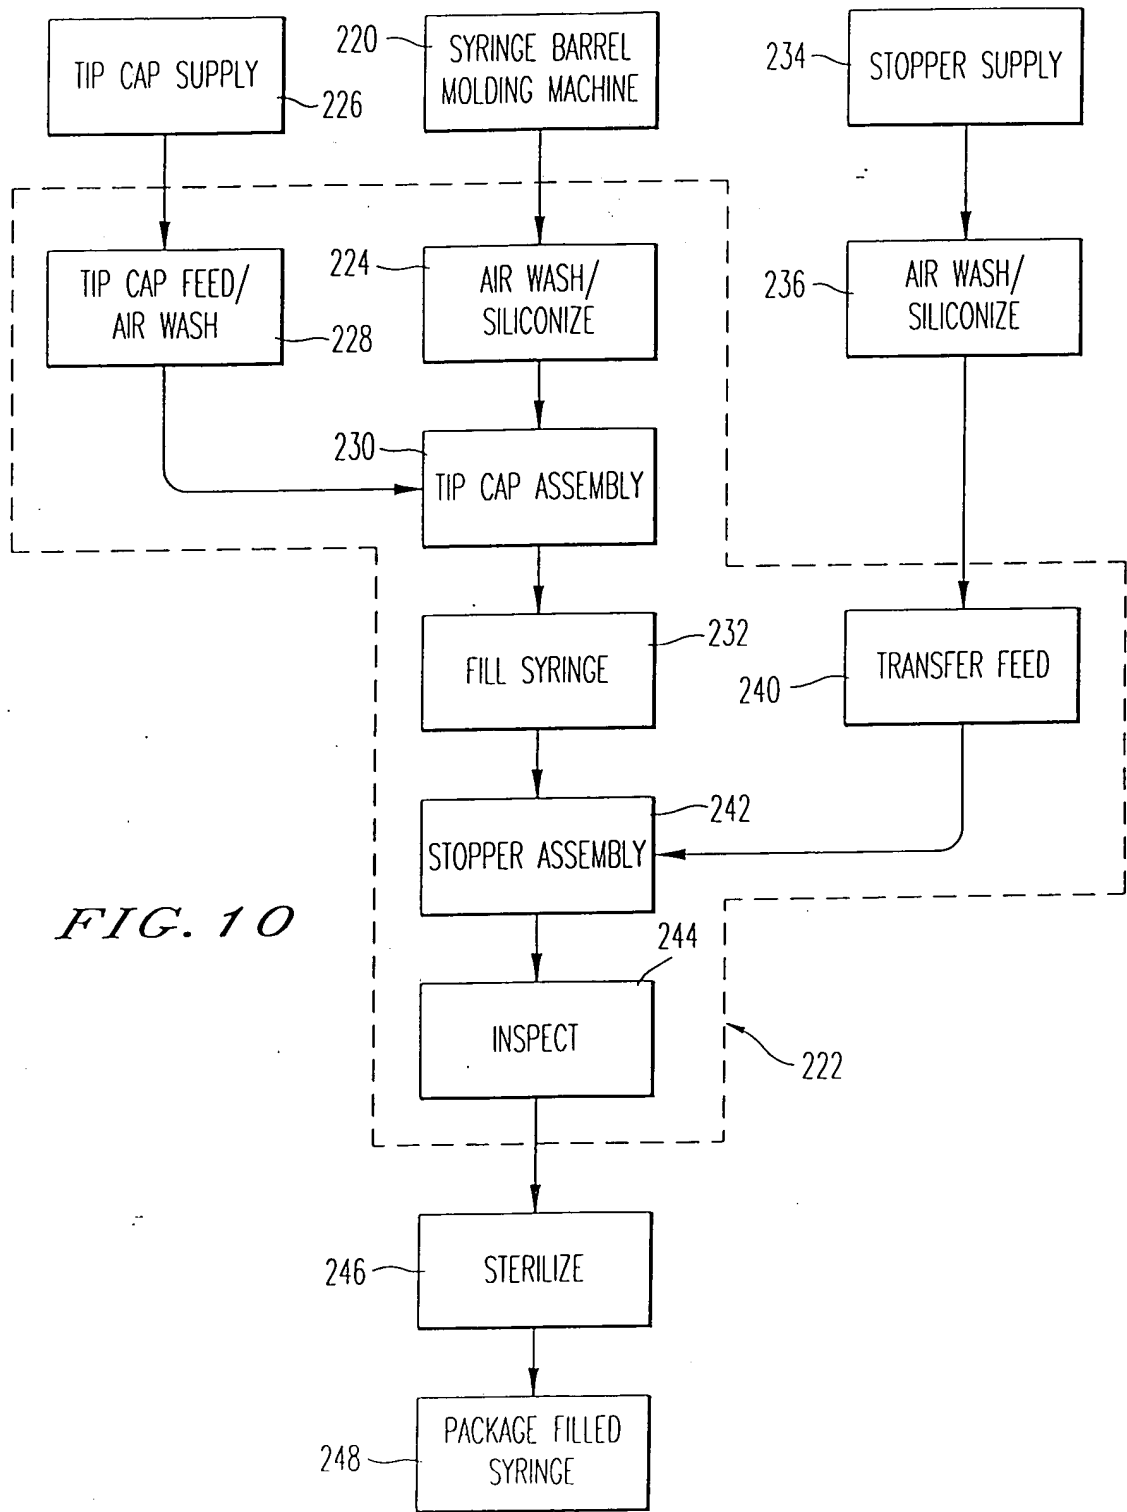 TIP CAP SUPPLY
226
220
SYRINGE BARREL
MOLDING MACHINE
234
STOPPER SUPPLY
TIP CAP FEED/
AIR WASH
228
224
AIR WASH/
SILICONIZE
236
AIR WASH/
SILICONIZE
230
TIP CAP ASSEMBLY
FILL SYRINGE
232
240
TRANSFER FEED
STOPPER ASSEMBLY
242
FIG. 10
244
INSPECT
222
246
STERILIZE
248
PACKAGE FILLED
SYRINGE